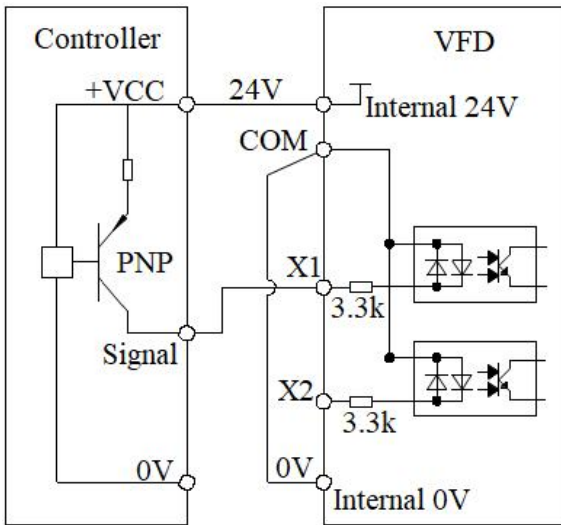 Controller
VFD
+VCC
24V
Internal 24V
COM
PNP
X1
3.3k
Signal
X2
3.3k
0V
0V
Internal 0V